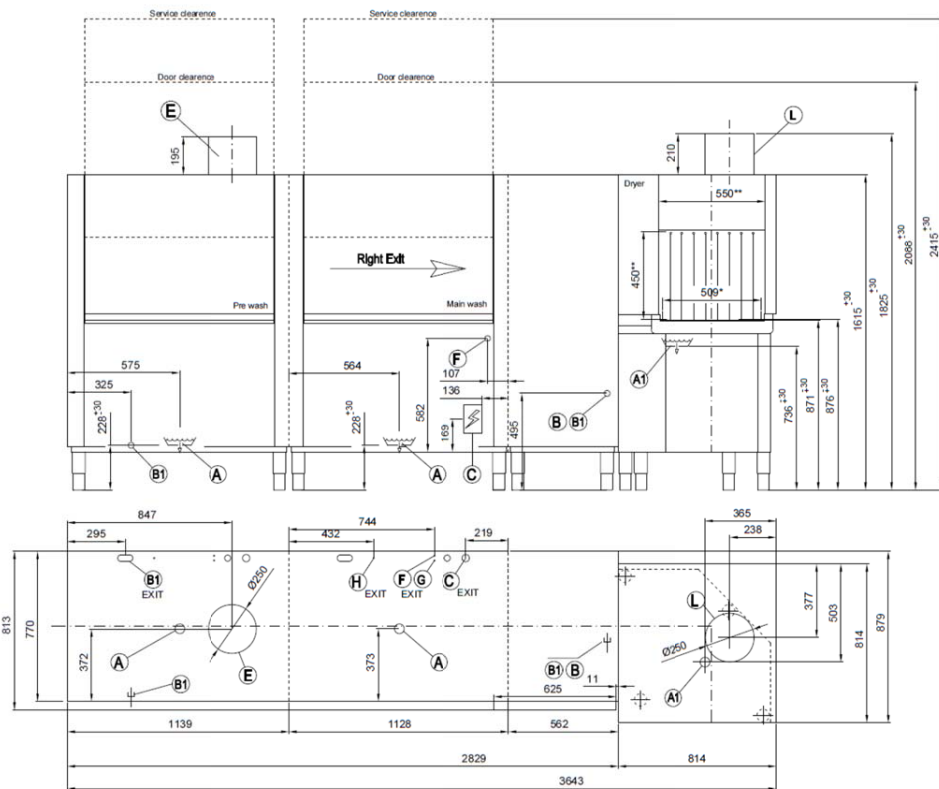 Service clearence
Service clearence
Door clearence
Door clearence
E
L
195
210
Dryer
550**
2088 +30
2415 +30
Right Exit
450**
509*
1615 +30
1825 +30
Pre wash
Main wash
F
575
564
107
A1
325
136
582
B B1
228 +30
228 +30
169
495
736 +30
871 +30
876 +30
B1
A
A
C
847
744
365
295
432
219
238
B1
EXIT
Ø250
H
EXIT
F
G
EXIT
C
EXIT
L
377
503
813
770
372
A
E
373
A
Ø250
814
879
B1
B1 B
11
A1
625
1139
1128
562
2829
814
3643